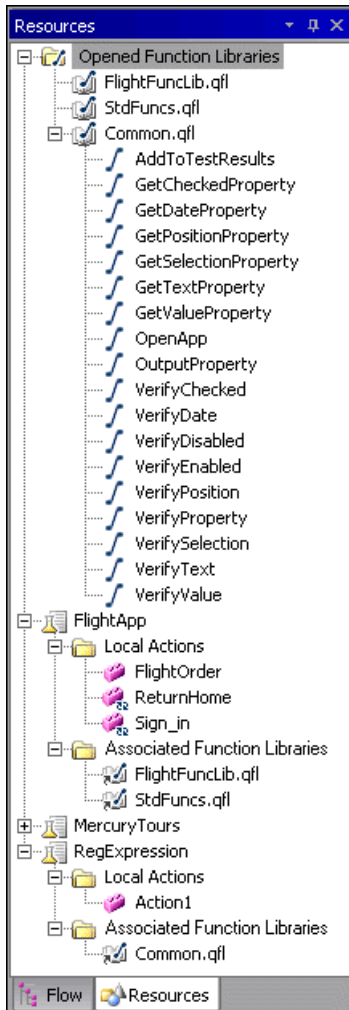 Resources
Opened Function Libraries
FlightFuncLib.qfl
StdFuncs.qfl
Common.qfl
AddToTestResults
GetCheckedProperty
GetDateProperty
GetPositionProperty
GetSelectionProperty
GetTextProperty
GetValueProperty
OpenApp
OutputProperty
VerifyChecked
VerifyDate
VerifyDisabled
VerifyEnabled
VerifyPosition
VerifyProperty
VerifySelection
VerifyText
VerifyValue
FlightApp
Local Actions
FlightOrder
ReturnHome
Sign_in
Associated Function Libraries
FlightFuncLib.qfl
StdFuncs.qfl
MercuryTours
RegExpression
Local Actions
Action1
Associated Function Libraries
Common.qfl
Flow Resources